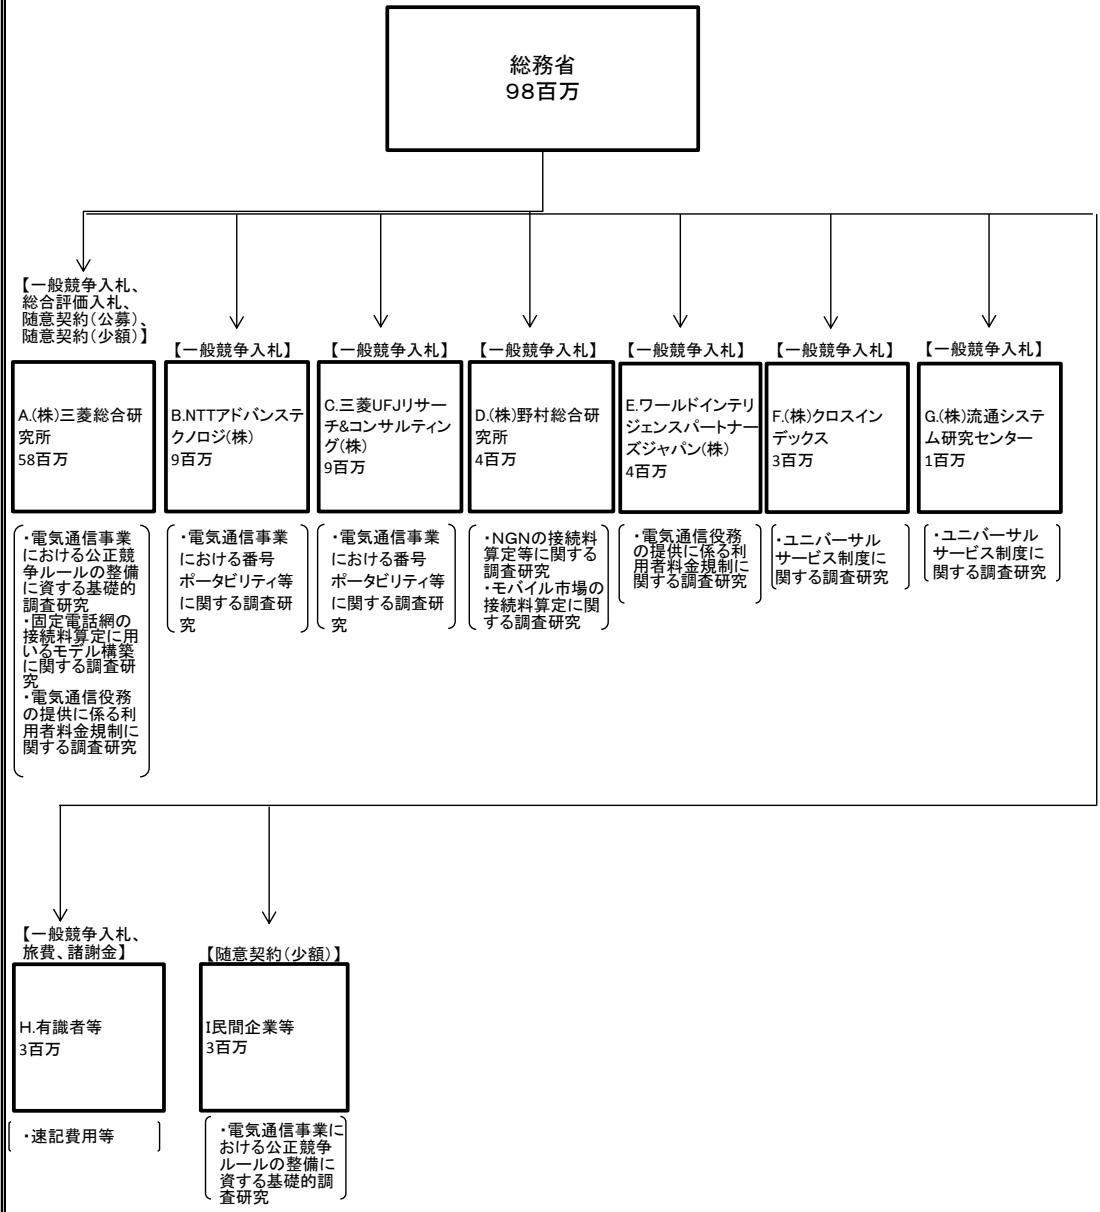 総務省
98百万
【一般競争入札、
総合評価入札、
随意契約(公募)、
随意契約(少額)】
A.(株)三菱総合研
究所
58百万
・電気通信事業
における公正競
争ルールの整備
に資する基礎的
調査研究
・固定電話網の
接続料算定に用
いるモデル構築
に関する調査研
究
・電気通信役務
の提供に係る利
用者料金規制に
関する調査研究
【一般競争入札】
B.NTTアドバンステ
クノロジ(株)
9百万
・電気通信事業
における番号
ポータビリティ等
に関する調査研
究
【一般競争入札】
C.三菱UFJリサー
チ&コンサルティン
グ(株)
9百万
・電気通信事業
における番号
ポータビリティ等
に関する調査研
究
【一般競争入札】
D.(株)野村総合研
究所
4百万
・NGNの接続料
算定等に関する
調査研究
・モバイル市場の
接続料算定に関
する調査研究
【一般競争入札】
E.ワールドインテリ
ジェンスパートナー
ズジャパン(株)
4百万
・電気通信役務
の提供に係る利
用者料金規制に
関する調査研究
【一般競争入札】
F.(株)クロスイン
デックス
3百万
・ユニバーサル
サービス制度に
関する調査研究
【一般競争入札】
G.(株)流通システ
ム研究センター
1百万
・ユニバーサル
サービス制度に
関する調査研究
【一般競争入札、
旅費、諸謝金】
H.有識者等
3百万
・速記費用等
【随意契約(少額)】
I民間企業等
3百万
・電気通信事業に
おける公正競争
ルールの整備に
資する基礎的調
査研究